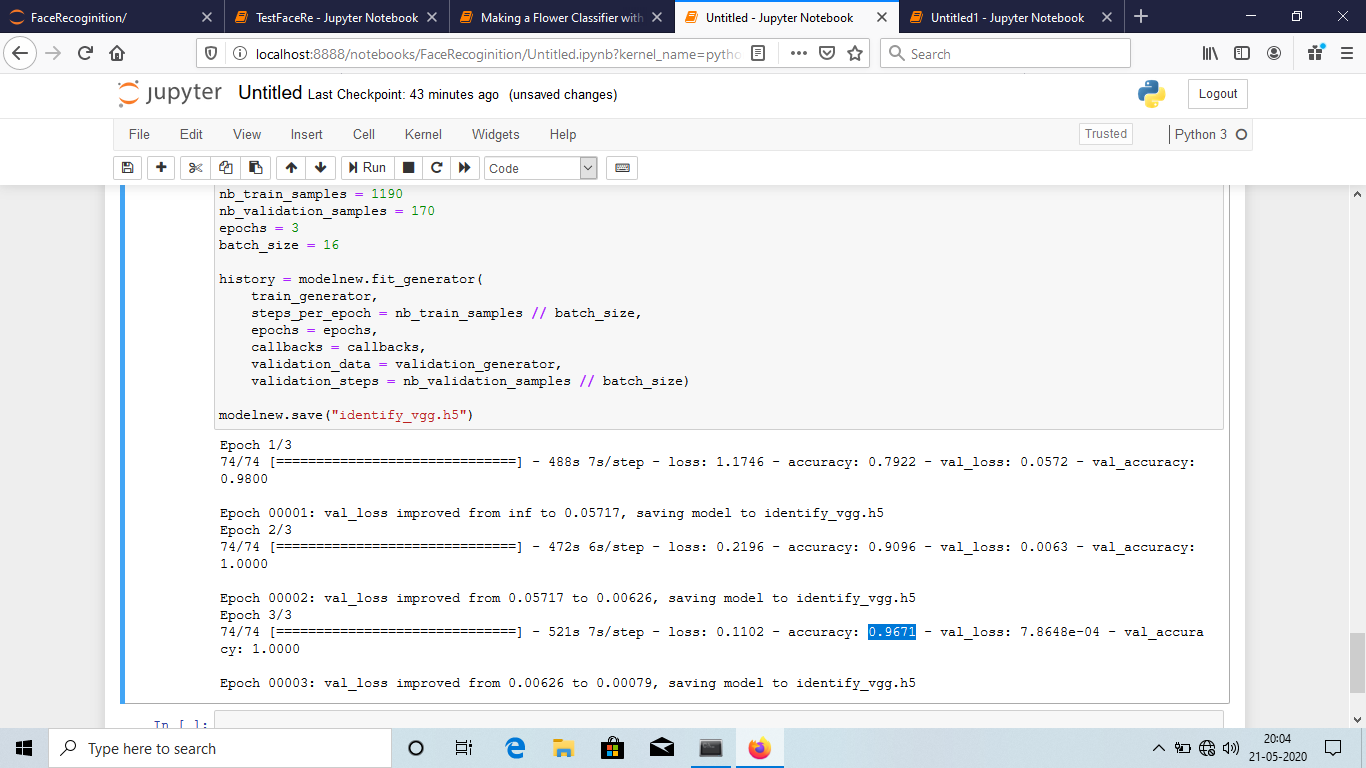 FaceRecoginition/
TestFaceRe - Jupyter Notebook
Making a Flower Classifier with
Untitled - Jupyter Notebook
Untitled1 - Jupyter Notebook
localhost:8888/notebooks/FaceRecoginition/Untitled.ipynb?kernel_name=pytho
Search
jupyter Untitled Last Checkpoint: 43 minutes ago (unsaved changes)
Logout
File Edit View Insert Cell Kernel Widgets Help
Trusted
Python 3
Run
Code
nb_train_samples = 1190
nb_validation_samples = 170
epochs = 3
batch_size = 16
history = modelnew.fit_generator(
train_generator,
steps_per_epoch = nb_train_samples // batch_size,
epochs = epochs,
callbacks = callbacks,
validation_data = validation_generator,
validation_steps = nb_validation_samples // batch_size)
modelnew.save("identify_vgg.h5")
Epoch 1/3
74/74 [==============================] - 488s 7s/step - loss: 1.1746 - accuracy: 0.7922 - val_loss: 0.0572 - val_accuracy:
0.9800
Epoch 00001: val_loss improved from inf to 0.05717, saving model to identify_vgg.h5
Epoch 2/3
74/74 [==============================] - 472s 6s/step - loss: 0.2196 - accuracy: 0.9096 - val_loss: 0.0063 - val_accuracy:
1.0000
Epoch 00002: val_loss improved from 0.05717 to 0.00626, saving model to identify_vgg.h5
Epoch 3/3
74/74 [==============================] - 521s 7s/step - loss: 0.1102 - accuracy: 0.9671 - val_loss: 7.8648e-04 - val_accura
cy: 1.0000
Epoch 00003: val_loss improved from 0.00626 to 0.00079, saving model to identify_vgg.h5
In [ ]:
Type here to search
20:04
21-05-2020